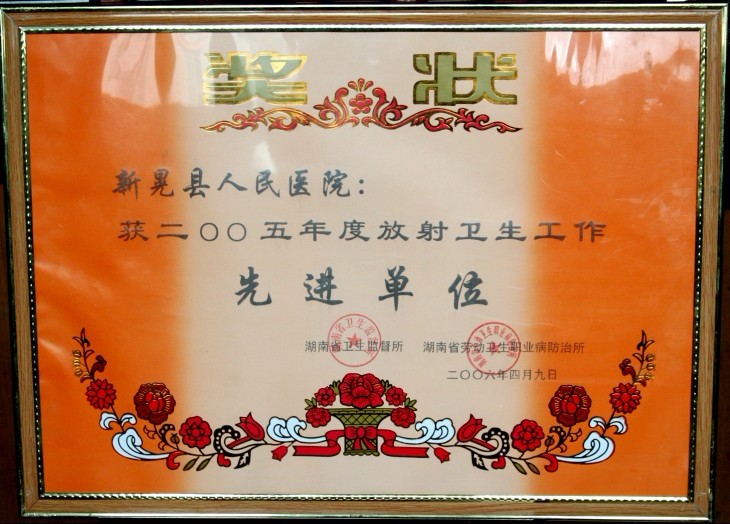 奖状
新晃县人民医院：
获二〇〇五年度放射卫生工作
先进单位
湖南省卫生监督所 湖南省劳动卫生职业病防治所
二〇〇六年四月九日